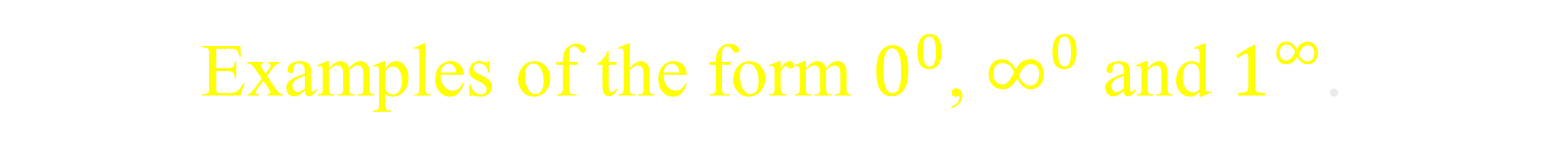 Examples of the form 0⁰, ∞⁰ and 1^∞.